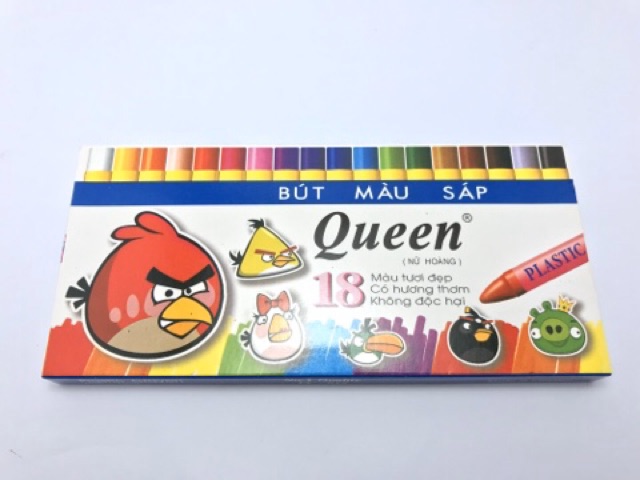 BÚT MÀU SÁP
Queen®
(NỮ HOÀNG)
18
Màu tươi đẹp
Có hương thơm
Không độc hại
PLASTIC